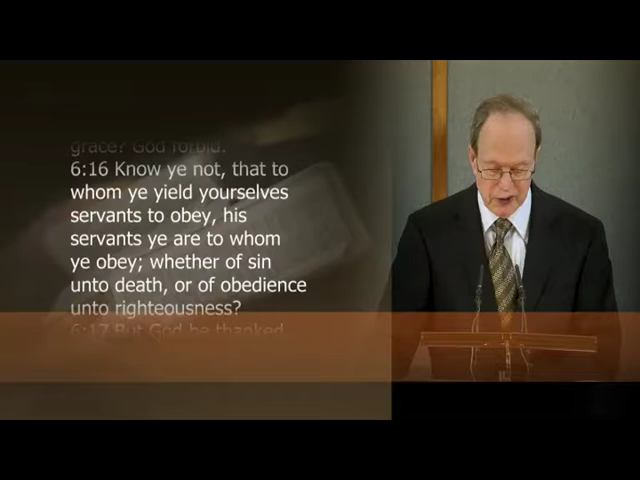 grace? God forbid.
6:16 Know ye not, that to
whom ye yield yourselves
servants to obey, his
servants ye are to whom
ye obey; whether of sin
unto death, or of obedience
unto righteousness?
6:17 But God be thanked